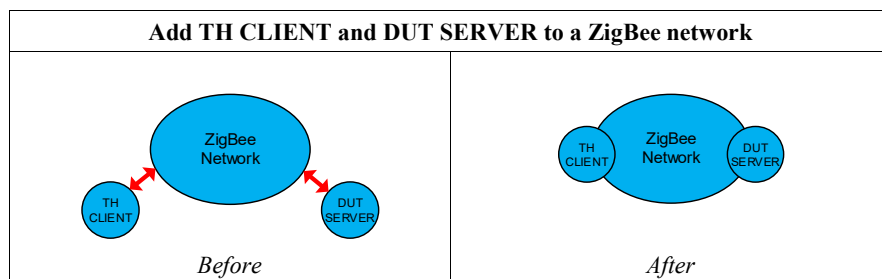 Add TH CLIENT and DUT SERVER to a ZigBee network
ZigBee
Network
TH
CLIENT
DUT
SERVER
Before
ZigBee
Network
TH
CLIENT
DUT
SERVER
After